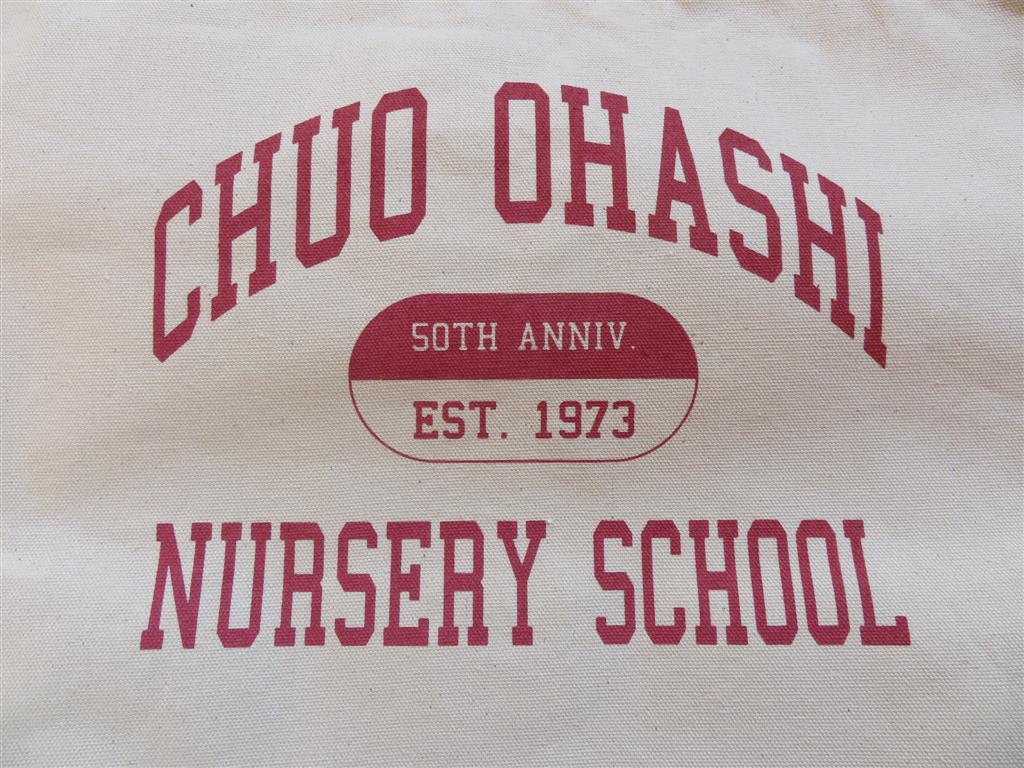 CHUO OHASHI
50TH ANNIV.
EST. 1973
NURSERY SCHOOL